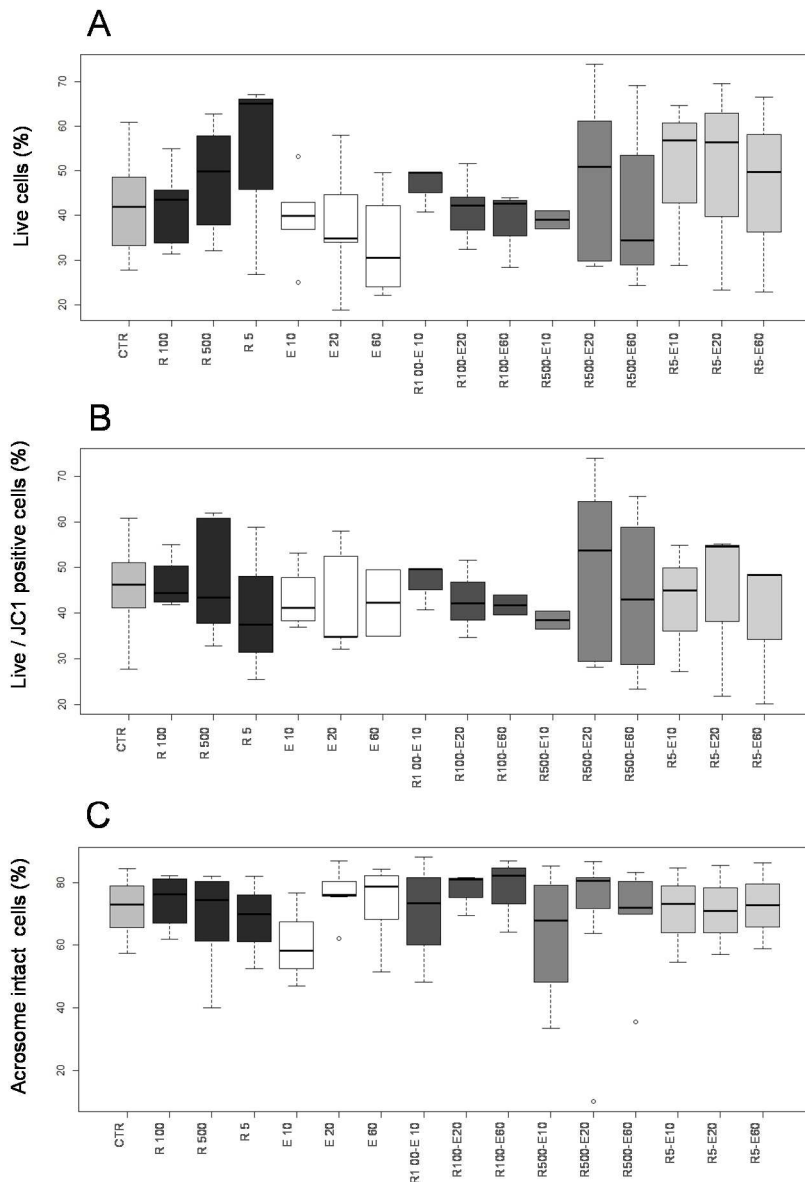 A
Live cells (%)
70
60
50
40
30
20
CTR
R 100
R 500
R 5
E 10
E 20
E 60
R1 00-E 10
R100-E20
R100-E60
R500-E10
R500-E20
R500-E60
R5-E10
R5-E20
R5-E60
B
Live / JC1 positive cells (%)
70
60
50
40
30
20
CTR
R 100
R 500
R 5
E 10
E 20
E 60
R1 00-E 10
R100-E20
R100-E60
R500-E10
R500-E20
R500-E60
R5-E10
R5-E20
R5-E60
C
Acrosome intact cells (%)
80
60
40
20
CTR
R 100
R 500
R 5
E 10
E 20
E 60
R1 00-E 10
R100-E20
R100-E60
R500-E10
R500-E20
R500-E60
R5-E10
R5-E20
R5-E60